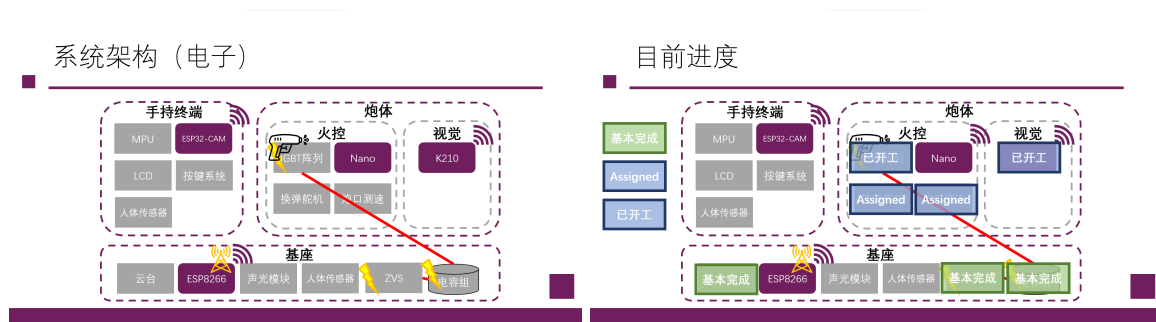 系统架构（电子）
手持终端
MPU
ESP32-CAM
LCD
按键系统
人体传感器
炮体
火控
IGBT阵列
Nano
换弹舵机
炮口测速
视觉
K210
基座
云台
ESP8266
声光模块
人体传感器
ZVS
电容组
目前进度
基本完成
Assigned
已开工
手持终端
MPU
ESP32-CAM
LCD
按键系统
人体传感器
炮体
火控
已开工
Nano
Assigned
Assigned
视觉
已开工
基座
基本完成
ESP8266
声光模块
人体传感器
基本完成
基本完成